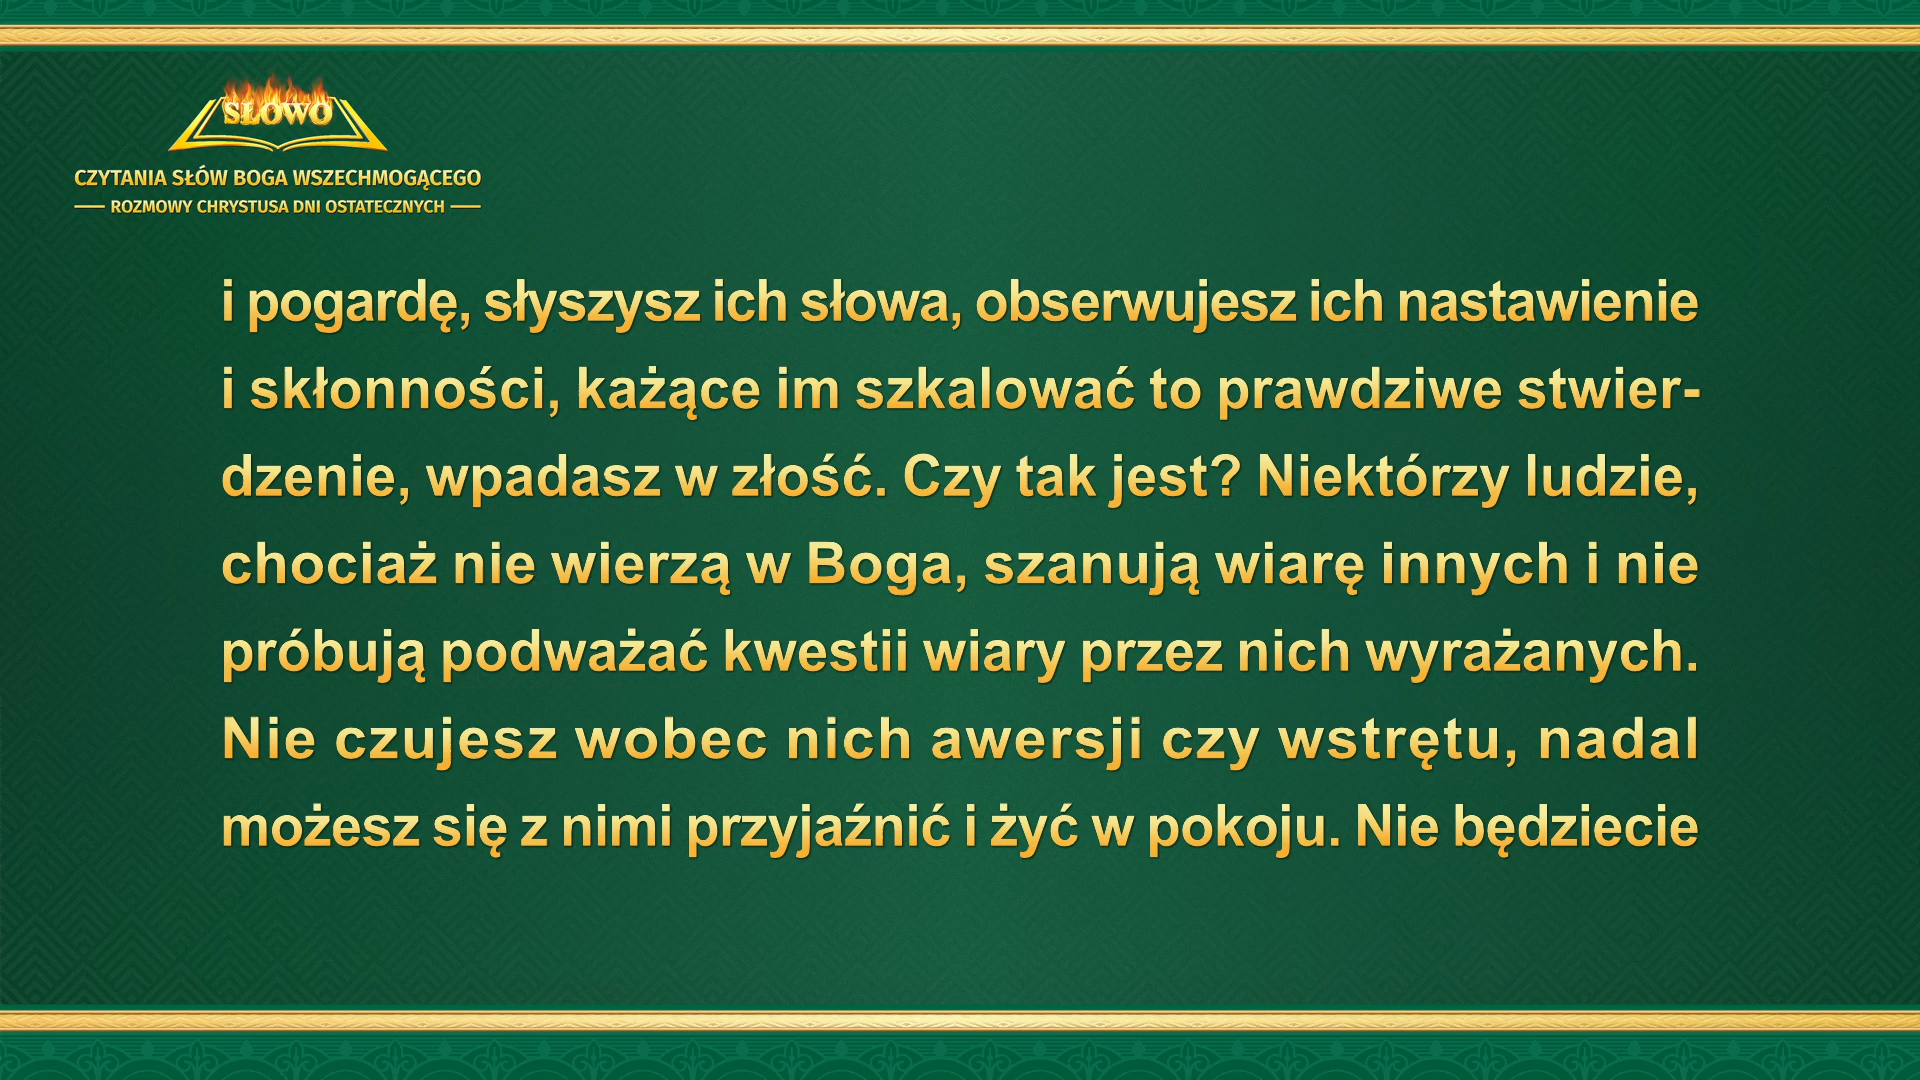 SŁOWO
CZYTANIA SŁÓW BOGA WSZECHMOGĄCEGO
ROZMOWY CHRYSTUSA DNI OSTATECZNYCH
i pogardę, słyszysz ich słowa, obserwujesz ich nastawienie
i skłonności, każące im szkalować to prawdziwe stwier-
dzenie, wpadasz w złość. Czy tak jest? Niektórzy ludzie,
chociaż nie wierzą w Boga, szanują wiarę innych i nie
próbują podważać kwestii wiary przez nich wyrażanych.
Nie czujesz wobec nich awersji czy wstrętu, nadal
możesz się z nimi przyjaźnić i żyć w pokoju. Nie będziecie